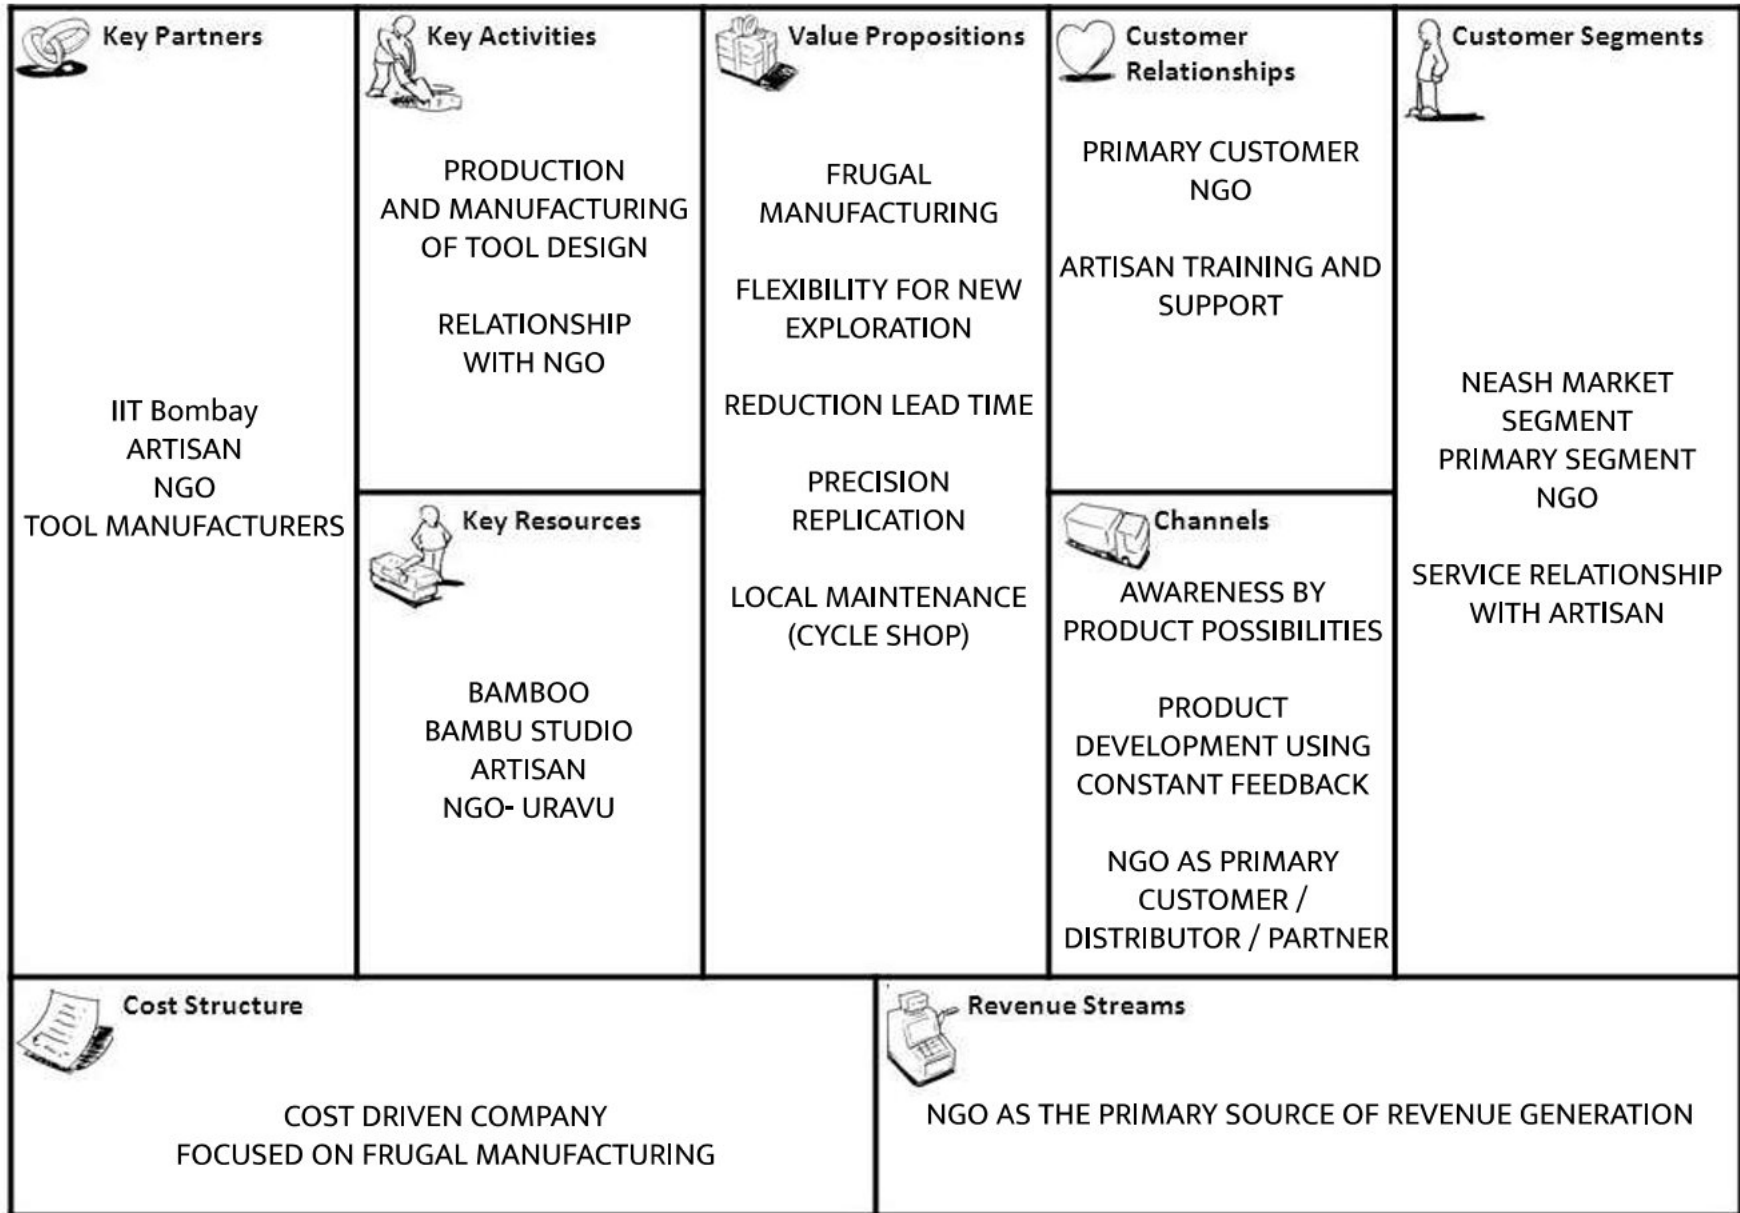 Key Partners
IIT Bombay
ARTISAN
NGO
TOOL MANUFACTURERS
Key Activities
PRODUCTION
AND MANUFACTURING
OF TOOL DESIGN
RELATIONSHIP
WITH NGO
Key Resources
BAMBOO
BAMBU STUDIO
ARTISAN
NGO- URAVU
Value Propositions
FRUGAL
MANUFACTURING
FLEXIBILITY FOR NEW
EXPLORATION
REDUCTION LEAD TIME
PRECISION
REPLICATION
LOCAL MAINTENANCE
(CYCLE SHOP)
Customer
Relationships
PRIMARY CUSTOMER
NGO
ARTISAN TRAINING AND
SUPPORT
Channels
AWARENESS BY
PRODUCT POSSIBILITIES
PRODUCT
DEVELOPMENT USING
CONSTANT FEEDBACK
NGO AS PRIMARY
CUSTOMER /
DISTRIBUTOR / PARTNER
Customer Segments
NEASH MARKET
SEGMENT
PRIMARY SEGMENT
NGO
SERVICE RELATIONSHIP
WITH ARTISAN
Cost Structure
COST DRIVEN COMPANY
FOCUSED ON FRUGAL MANUFACTURING
Revenue Streams
NGO AS THE PRIMARY SOURCE OF REVENUE GENERATION